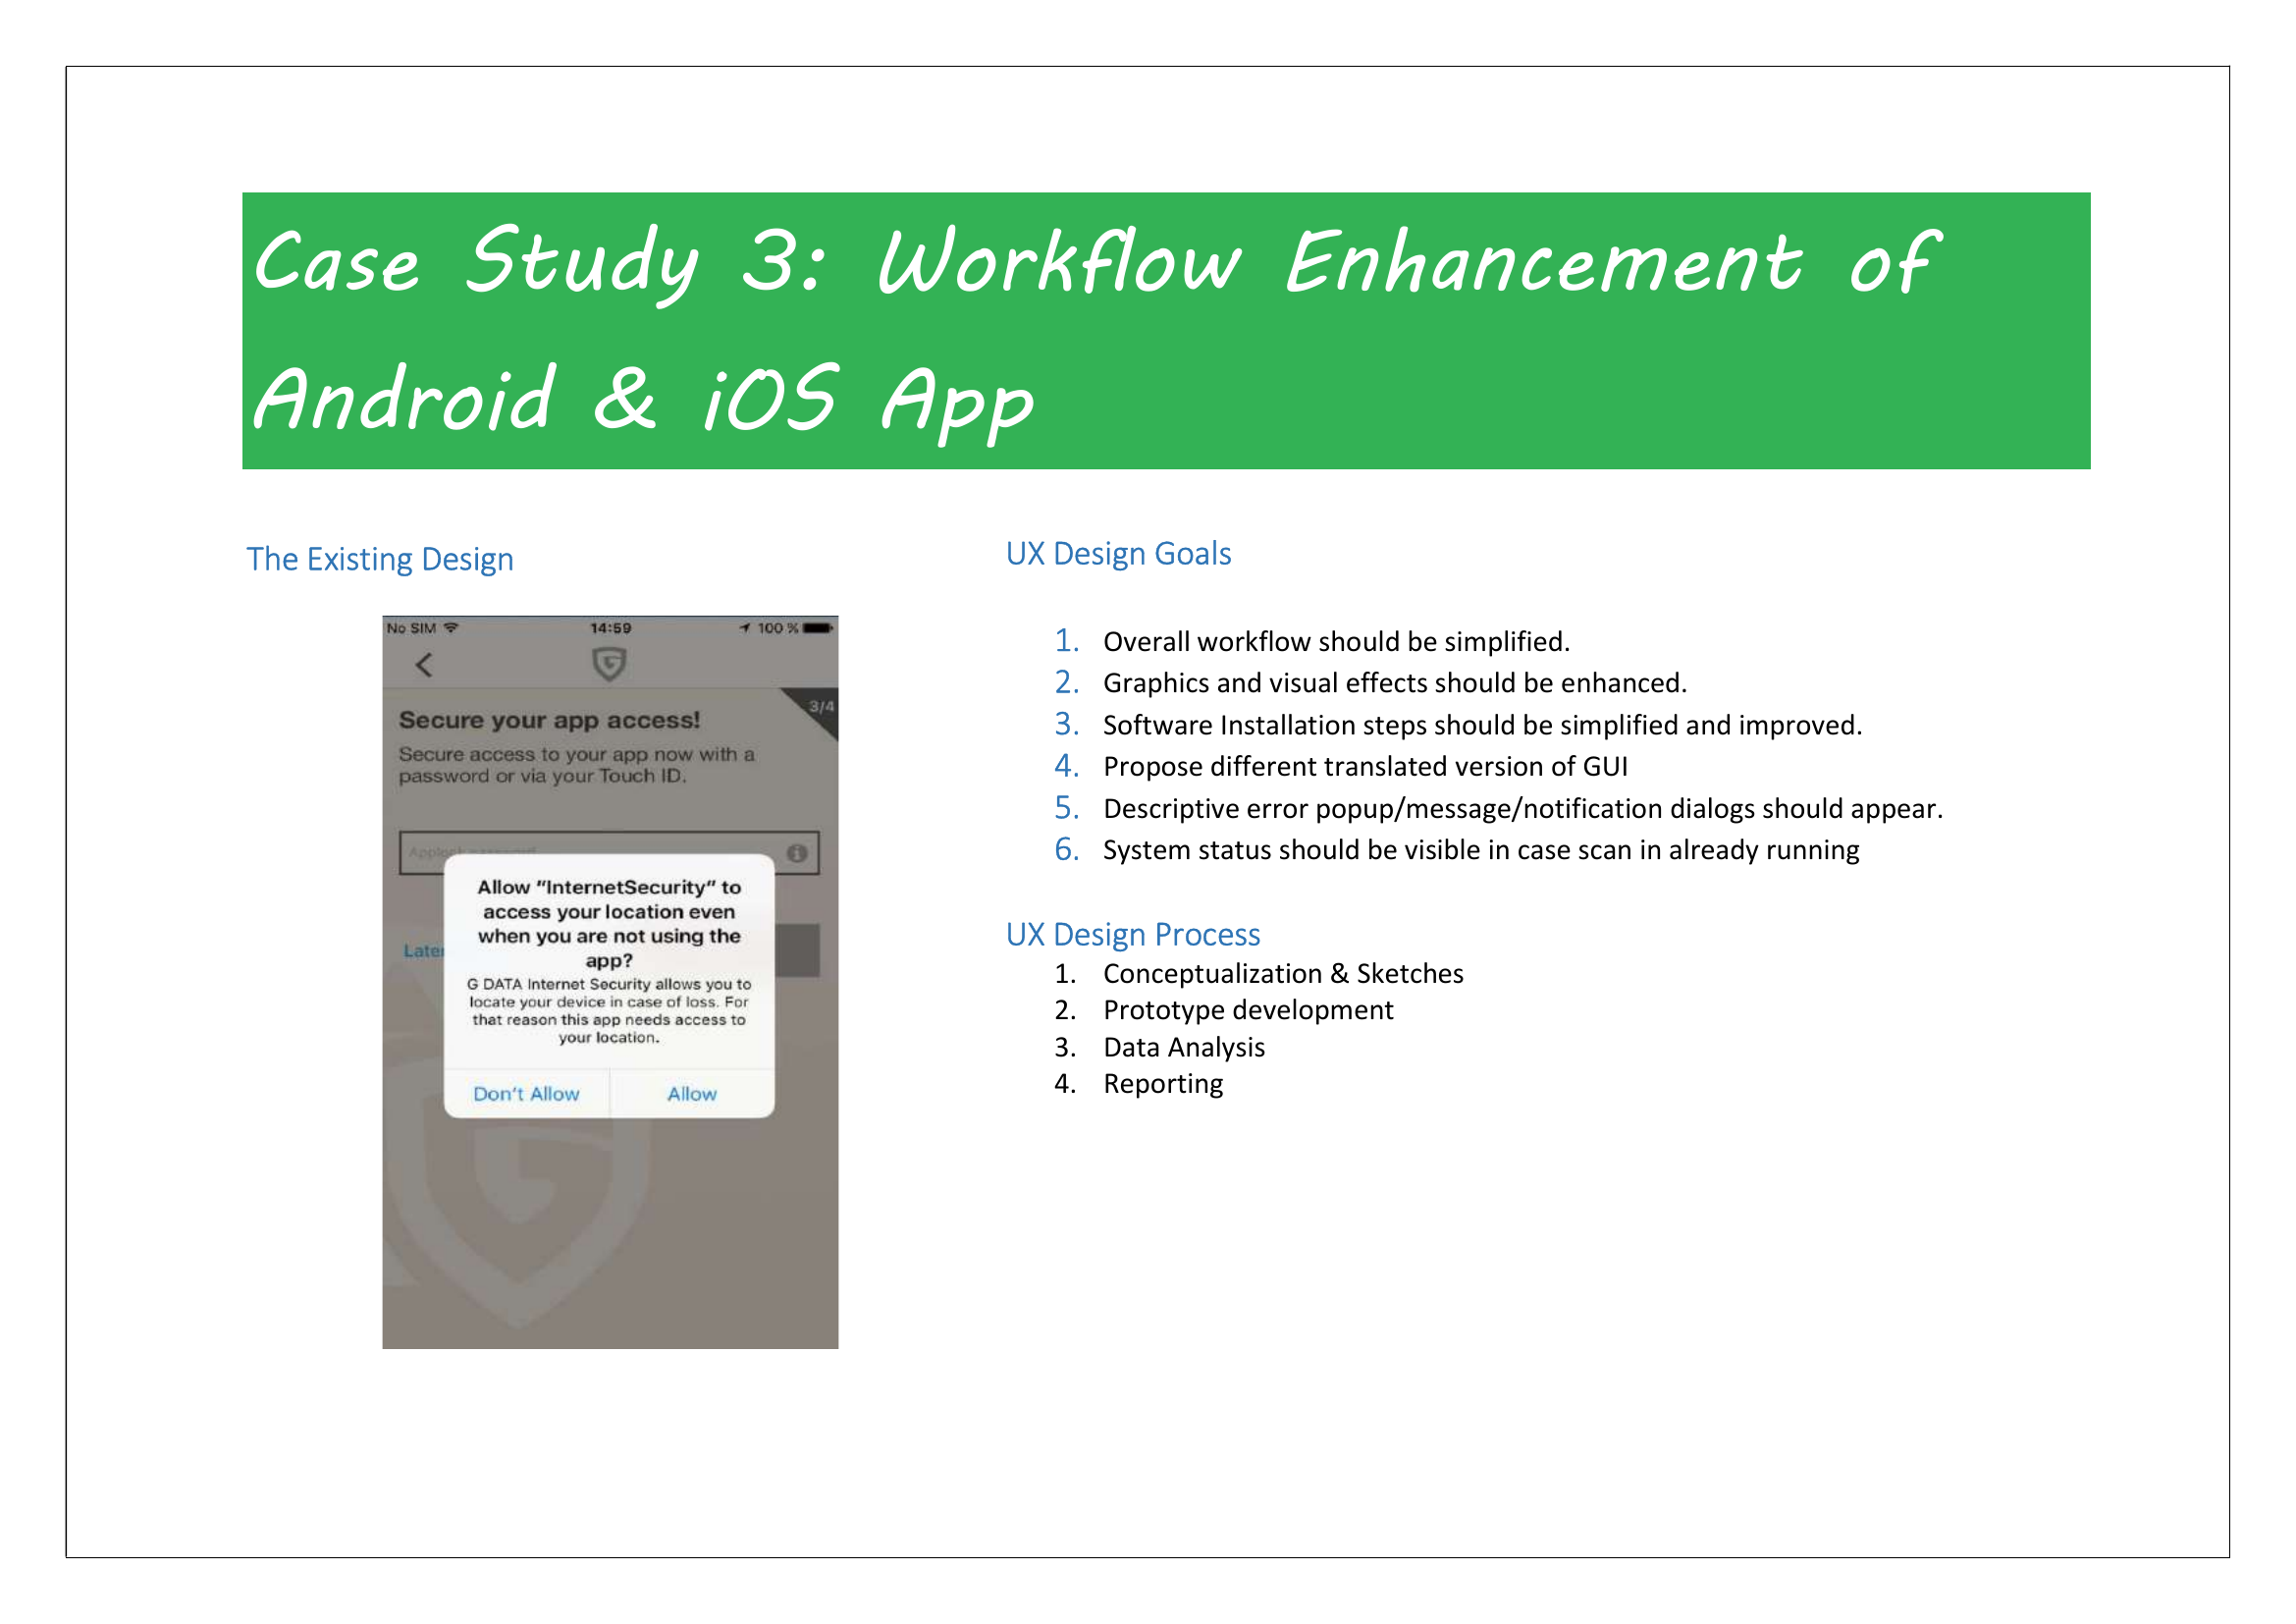 Case Study 3: Workflow Enhancement of
Android & iOS App
The Existing Design
No SIM 14:59 100 %
3/4
Secure your app access!
Secure access to your app now with a
password or via your Touch ID.
Allow “InternetSecurity” to
access your location even
when you are not using the
app?
G DATA Internet Security allows you to
locate your device in case of loss. For
that reason this app needs access to
your location.
Later
Don't Allow Allow
UX Design Goals
1. Overall workflow should be simplified.
2. Graphics and visual effects should be enhanced.
3. Software Installation steps should be simplified and improved.
4. Propose different translated version of GUI
5. Descriptive error popup/message/notification dialogs should appear.
6. System status should be visible in case scan in already running
UX Design Process
1. Conceptualization & Sketches
2. Prototype development
3. Data Analysis
4. Reporting